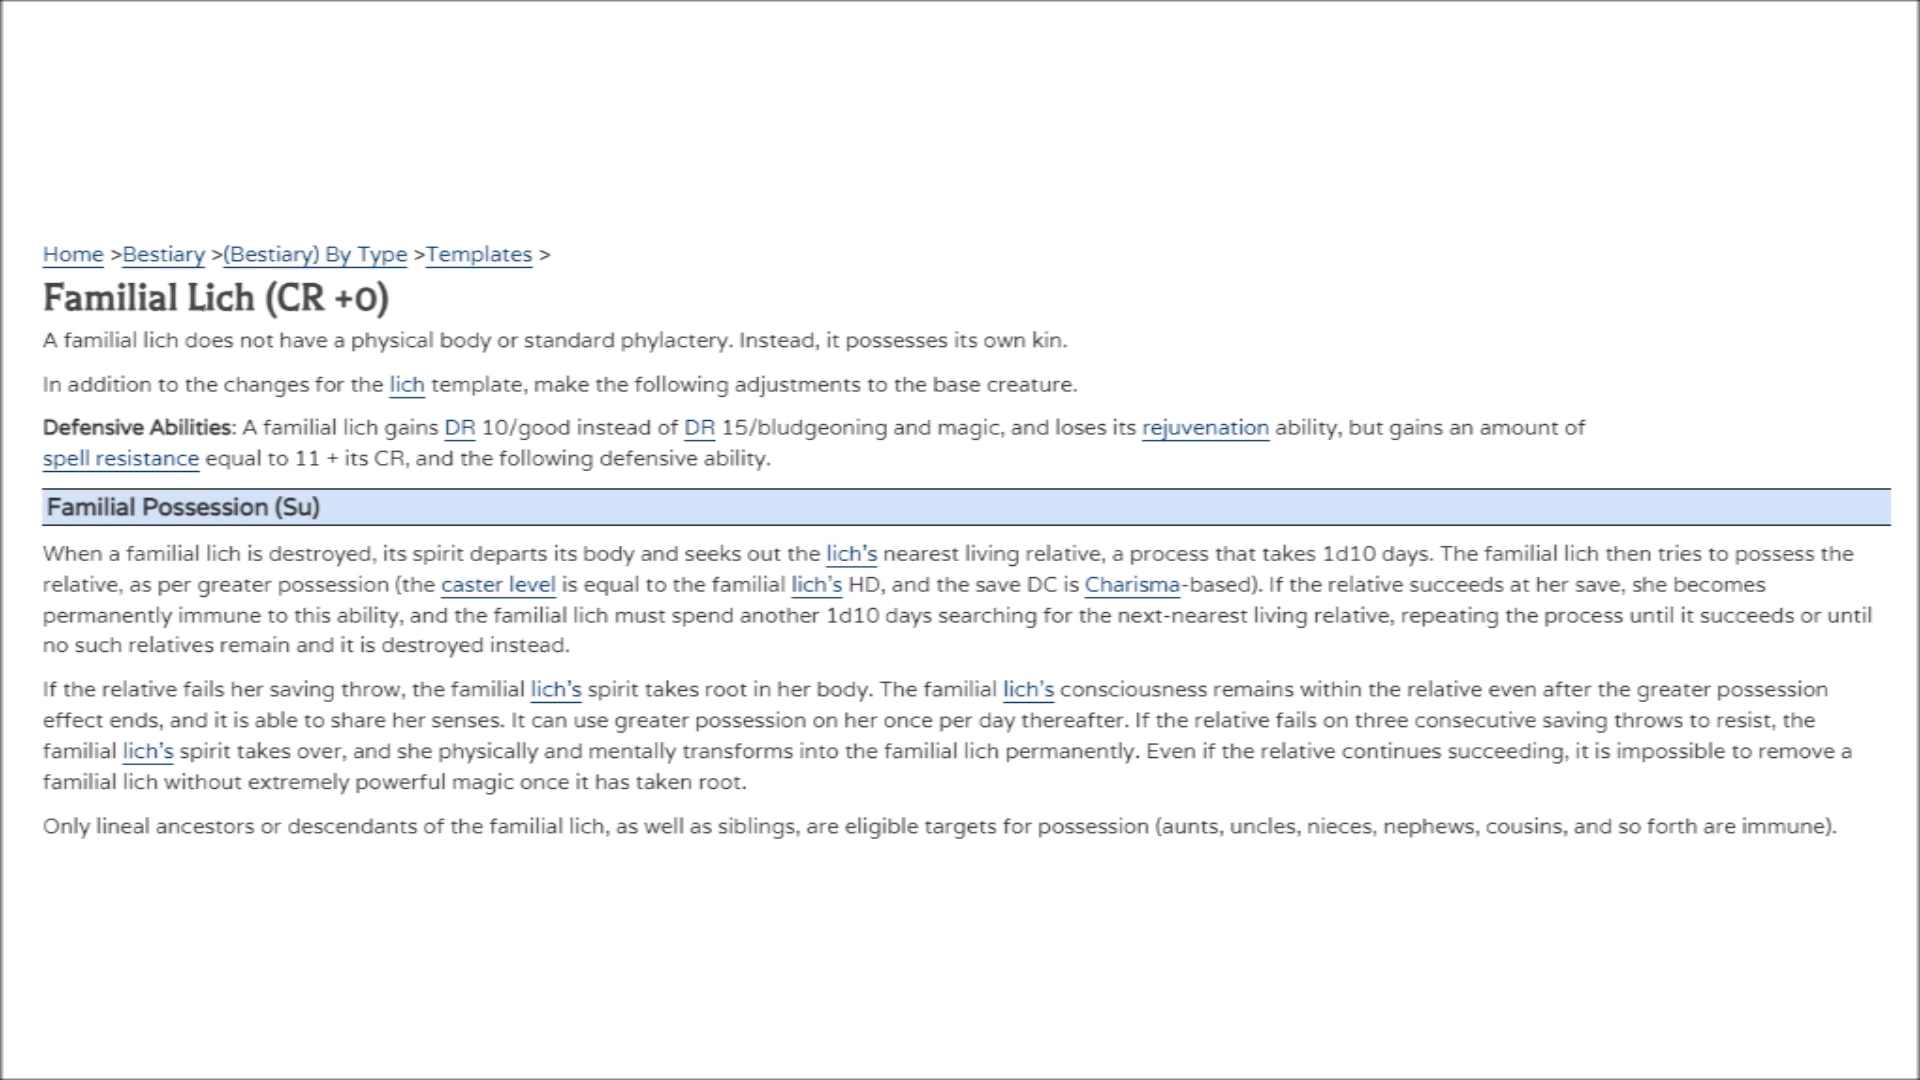 Home >Bestiary >(Bestiary) By Type >Templates >
Familial Lich (CR +0)
A familial lich does not have a physical body or standard phylactery. Instead, it possesses its own kin.
In addition to the changes for the lich template, make the following adjustments to the base creature.
Defensive Abilities: A familial lich gains DR 10/good instead of DR 15/bludgeoning and magic, and loses its rejuvenation ability, but gains an amount of
spell resistance equal to 11 + its CR, and the following defensive ability.
Familial Possession (Su)
When a familial lich is destroyed, its spirit departs its body and seeks out the lich's nearest living relative, a process that takes 1d10 days. The familial lich then tries to possess the
relative, as per greater possession (the caster level is equal to the familial lich's HD, and the save DC is Charisma-based). If the relative succeeds at her save, she becomes
permanently immune to this ability, and the familial lich must spend another 1d10 days searching for the next-nearest living relative, repeating the process until it succeeds or until
no such relatives remain and it is destroyed instead.
If the relative fails her saving throw, the familial lich's spirit takes root in her body. The familial lich's consciousness remains within the relative even after the greater possession
effect ends, and it is able to share her senses. It can use greater possession on her once per day thereafter. If the relative fails on three consecutive saving throws to resist, the
familial lich's spirit takes over, and she physically and mentally transforms into the familial lich permanently. Even if the relative continues succeeding, it is impossible to remove a
familial lich without extremely powerful magic once it has taken root.
Only lineal ancestors or descendants of the familial lich, as well as siblings, are eligible targets for possession (aunts, uncles, nieces, nephews, cousins, and so forth are immune).